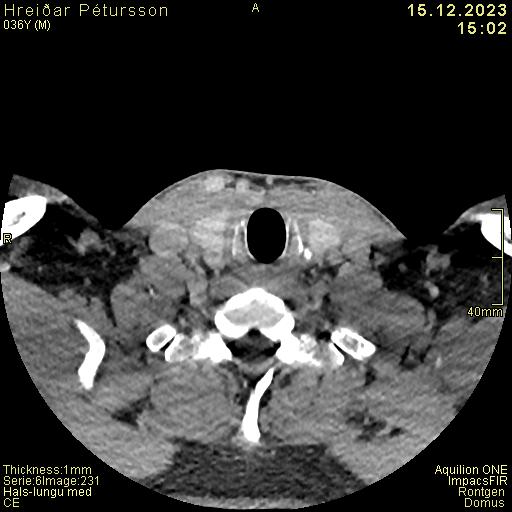 Hreiðar Pétursson
036Y (M)
A
15.12.2023
15:02
R
40mm
Thickness:1mm
Serie:6Image:231
Hals-lungu med
CE
Aquilion ONE
ImpacsFIR
Rontgen
Domus